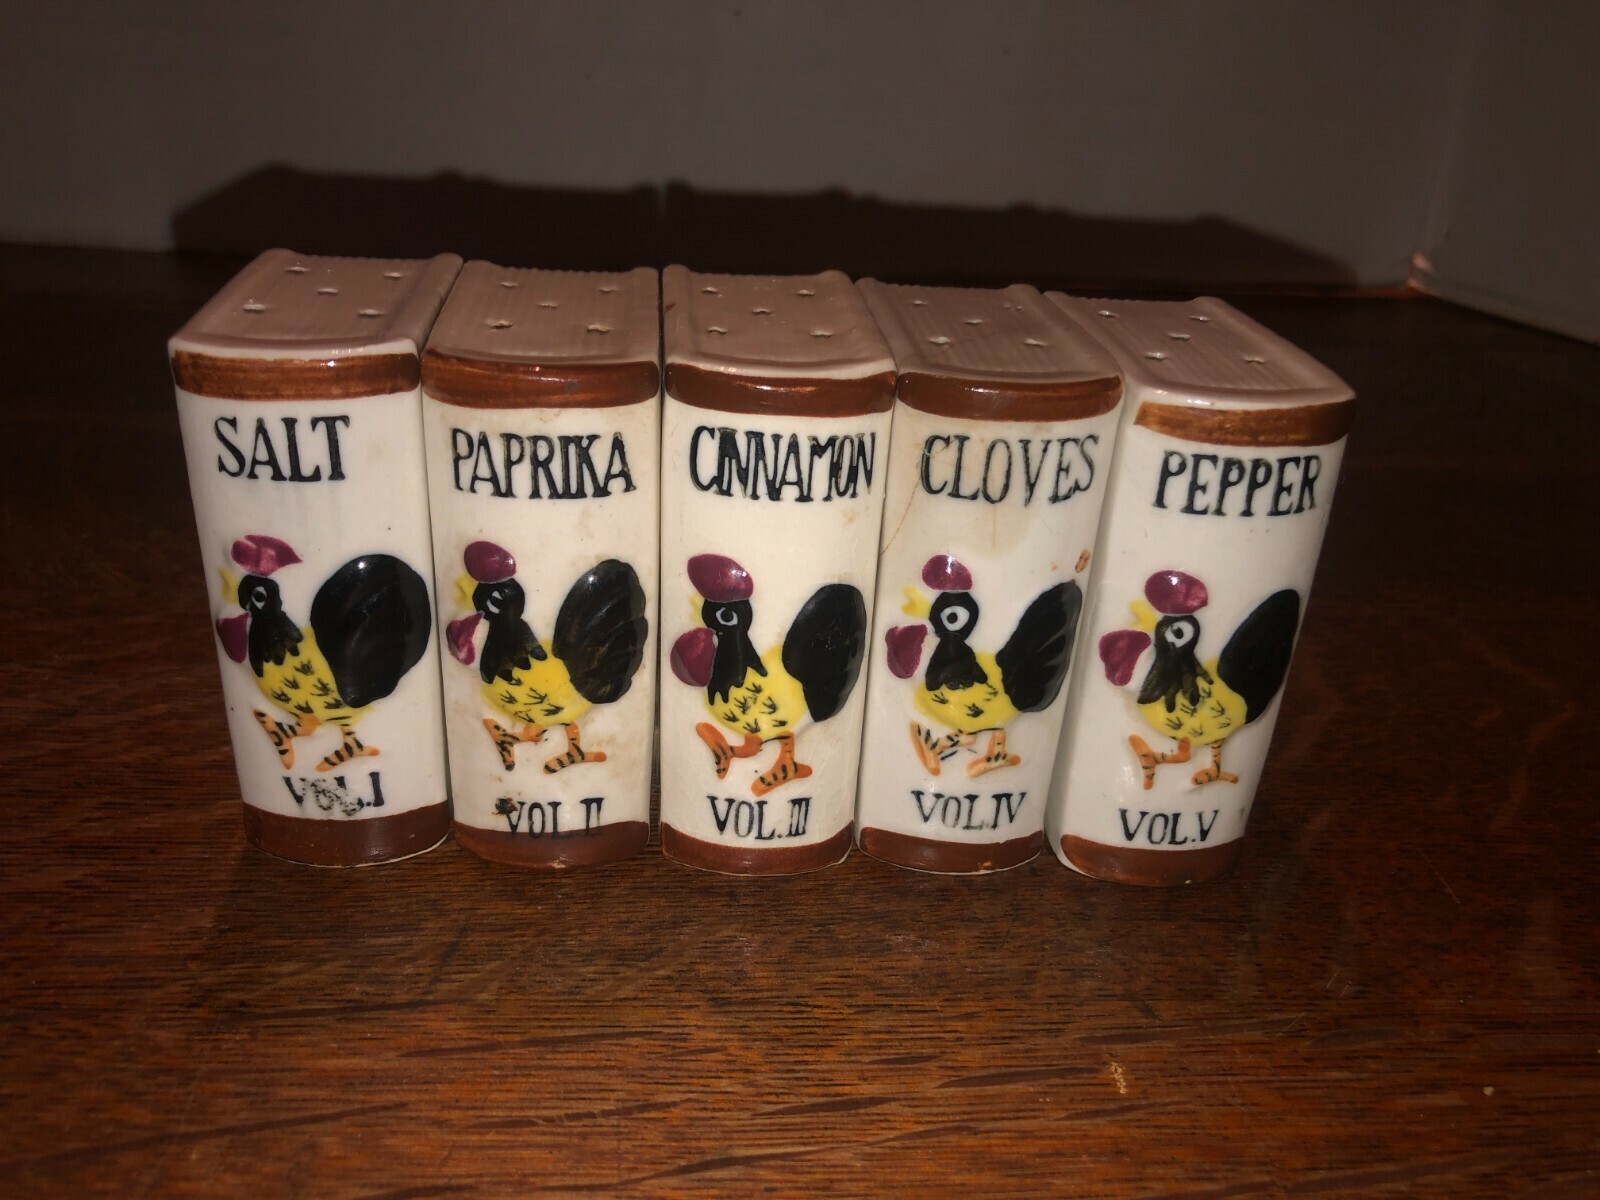 SALT
VOL.I
PAPRIKA
VOL.II
CINNAMON
VOL.III
CLOVES
VOL.IV
PEPPER
VOL.V